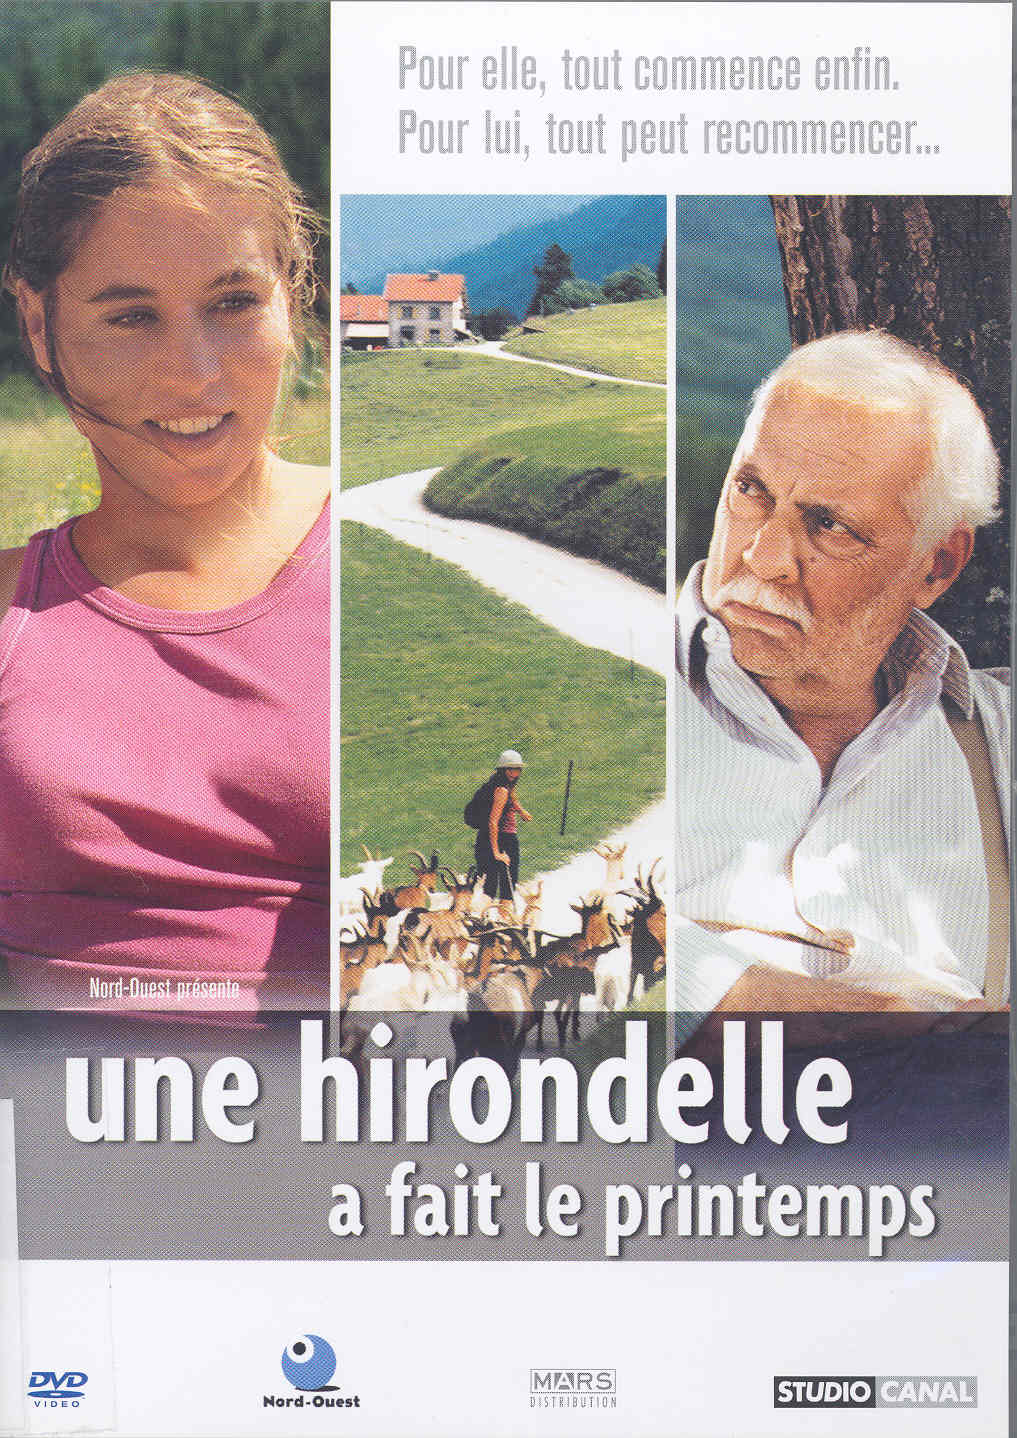 Pour elle, tout commence enfin.
Pour lui, tout peut recommencer...
Nord-Ouest présente
une hirondelle
a fait le printemps
DVD
VIDEO
Nord-Ouest
MARS
DISTRIBUTION
STUDIO CANAL